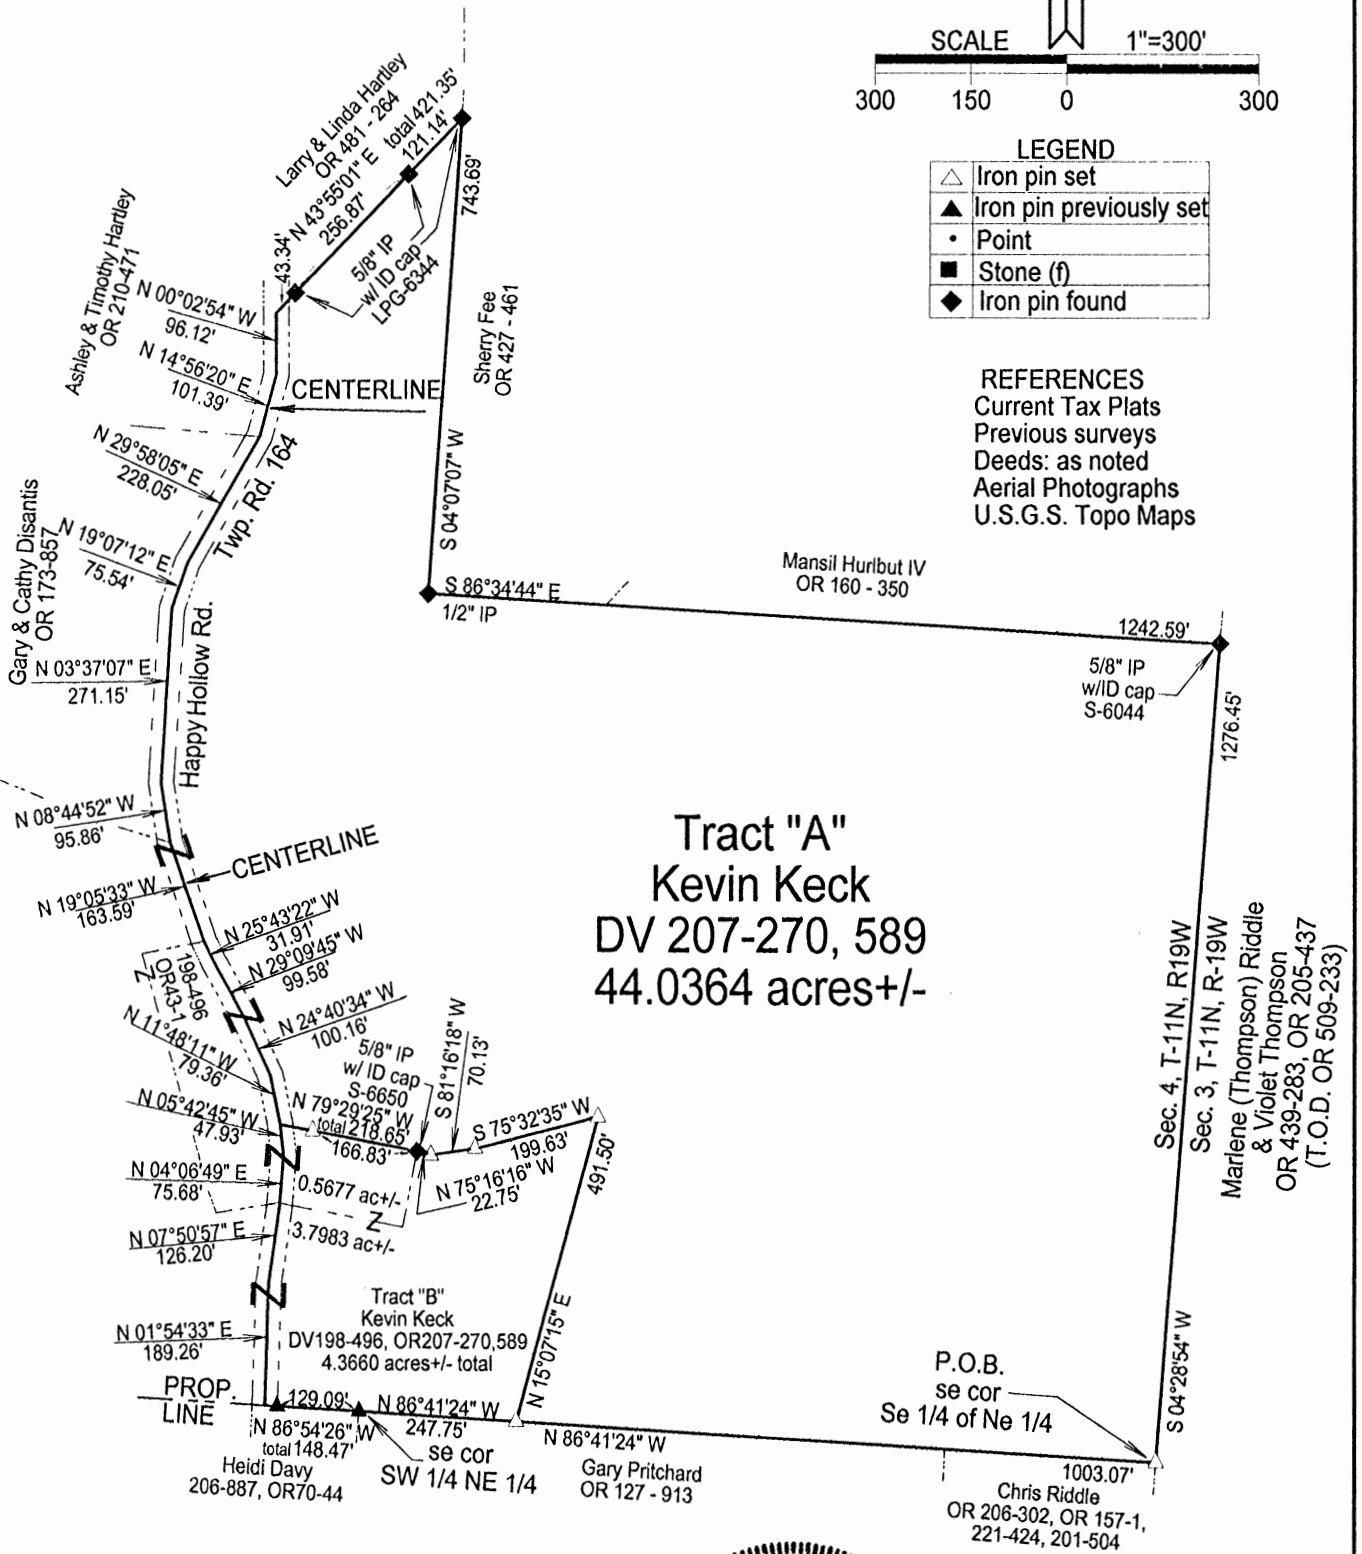 SCALE 1"=300'
300 150 0 300
LEGEND
Iron pin set
Iron pin previously set
Point
Stone (f)
Iron pin found
REFERENCES
Current Tax Plats
Previous surveys
Deeds: as noted
Aerial Photographs
U.S.G.S. Topo Maps
Larry & Linda Hartley
OR 481 - 264
N 43°55'01" E total 421.35'
121.14'
256.87'
43.34'
5/8" IP
w/ ID cap
LPG-6344
743.69'
Sherry Fee
OR 427 - 461
S 04°07'07" W
Ashley & Timothy Hartley
OR 210-471
N 00°02'54" W
96.12'
N 14°56'20" E
101.39'
CENTERLINE
N 29°58'05" E
228.05'
Twp. Rd. 164
Gary & Cathy Disantis
OR 173-857
N 19°07'12" E
75.54'
N 03°37'07" E
271.15'
Happy Hollow Rd.
S 86°34'44" E
1/2" IP
Mansil Hurlbut IV
OR 160 - 350
1242.59'
5/8" IP
w/ID cap
S-6044
1276.45'
N 08°44'52" W
95.86'
CENTERLINE
N 19°05'33" W
163.59'
N 25°43'22" W
31.91'
N 29°09'45" W
99.58'
198-496
OR43-1
N 24°40'34" W
100.16'
N 11°48'11" W
79.36'
Tract "A"
Kevin Keck
DV 207-270, 589
44.0364 acres+/-
Sec. 4, T-11N, R19W
Sec. 3, T-11N, R-19W
Marlene (Thompson) Riddle
& Violet Thompson
OR 439-283, OR 205-437
(T.O.D. OR 509-233)
5/8" IP
w/ ID cap
S-6650
S 81°16'18" W
70.13'
N 05°42'45" W
47.93'
N 79°29'25" W
total 218.65'
166.83'
S 75°32'35" W
199.63'
N 75°16'16" W
22.75'
491.50'
N 04°06'49" E
75.68'
0.5677 ac+/-
Z
N 07°50'57" E
126.20'
3.7983 ac+/-
Tract "B"
Kevin Keck
DV198-496, OR207-270,589
4.3660 acres+/- total
N 15°07'15" E
N 01°54'33" E
189.26'
S 04°28'54" W
P.O.B.
se cor
Se 1/4 of Ne 1/4
PROP.
LINE
129.09'
N 86°41'24" W
247.75'
N 86°54'26" W
total 148.47'
se cor
SW 1/4 NE 1/4
Heidi Davy
206-887, OR70-44
N 86°41'24" W
Gary Pritchard
OR 127 - 913
1003.07'
Chris Riddle
OR 206-302, OR 157-1,
221-424, 201-504